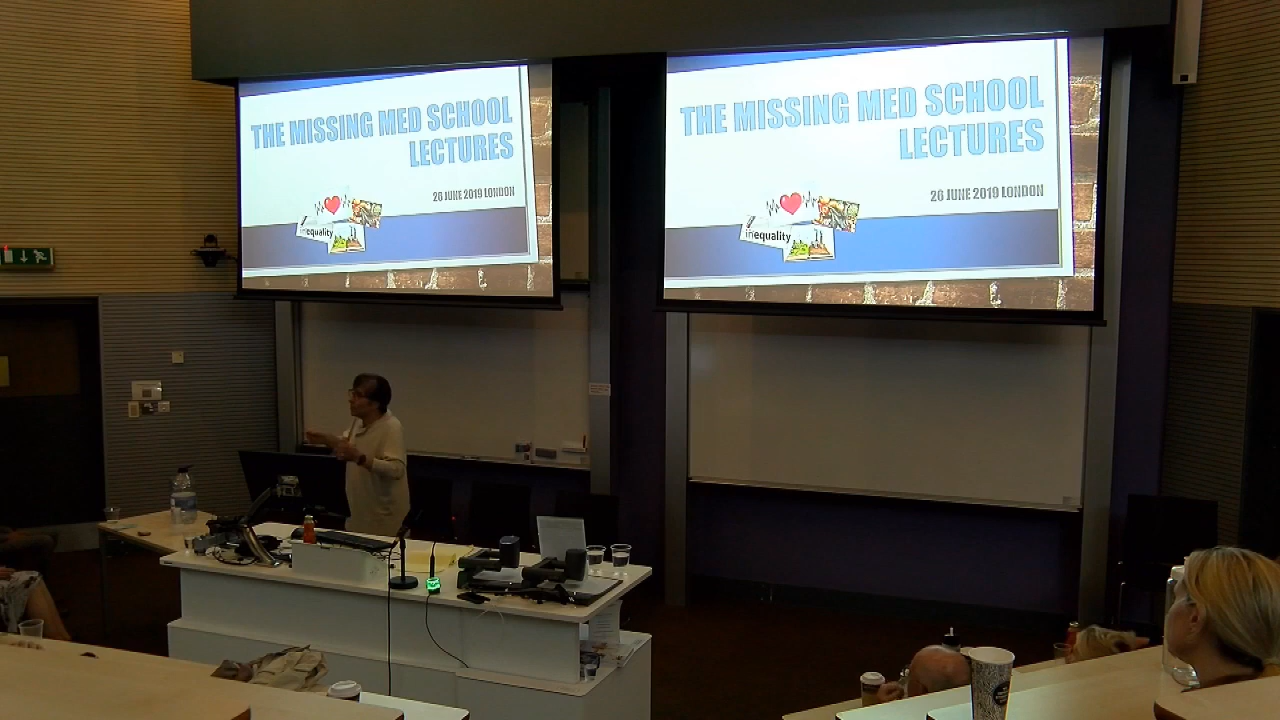 THE MISSING MED SCHOOL
LECTURES
26 JUNE 2019 LONDON
inequality
THE MISSING MED SCHOOL
LECTURES
26 JUNE 2019 LONDON
inequality